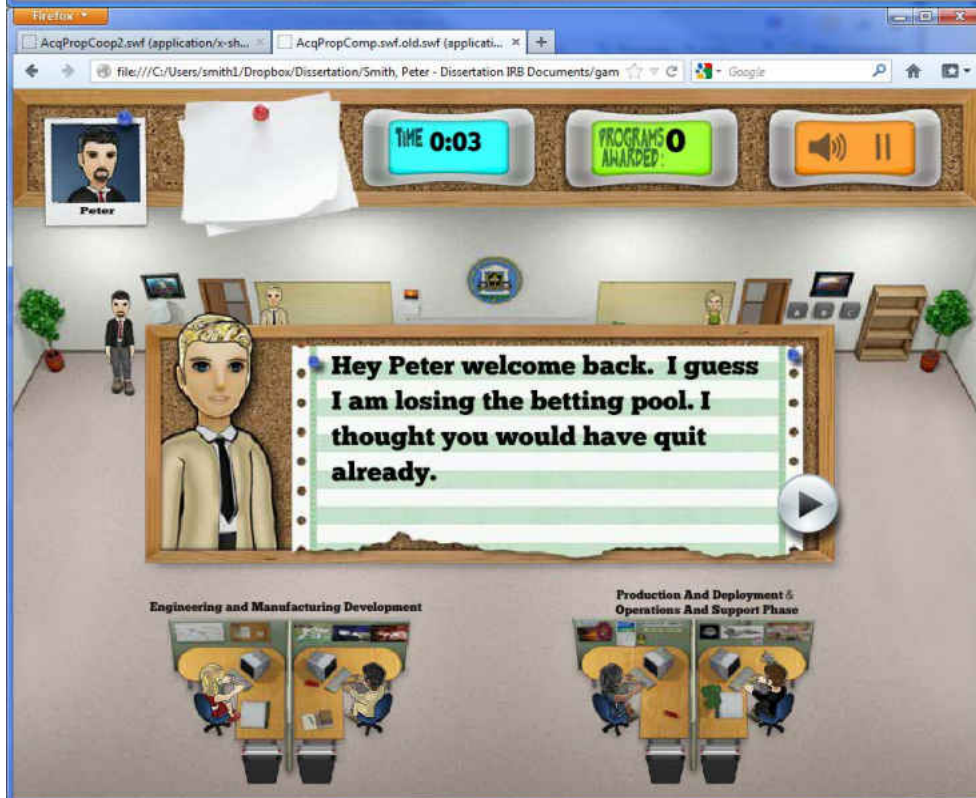 Firefox
AcqPropCoop2.swf (application/x-sh...
AcqPropComp.swf.old.swf (applicati...
file:///C:/Users/smith1/Dropbox/Dissertation/Smith, Peter - Dissertation IRB Documents/gam
Google
Peter
TIME 0:03
PROGRAMS 0
AWARDED:
Hey Peter welcome back. I guess
I am losing the betting pool. I
thought you would have quit
already.
Engineering and Manufacturing Development
Production And Deployment &
Operations And Support Phase